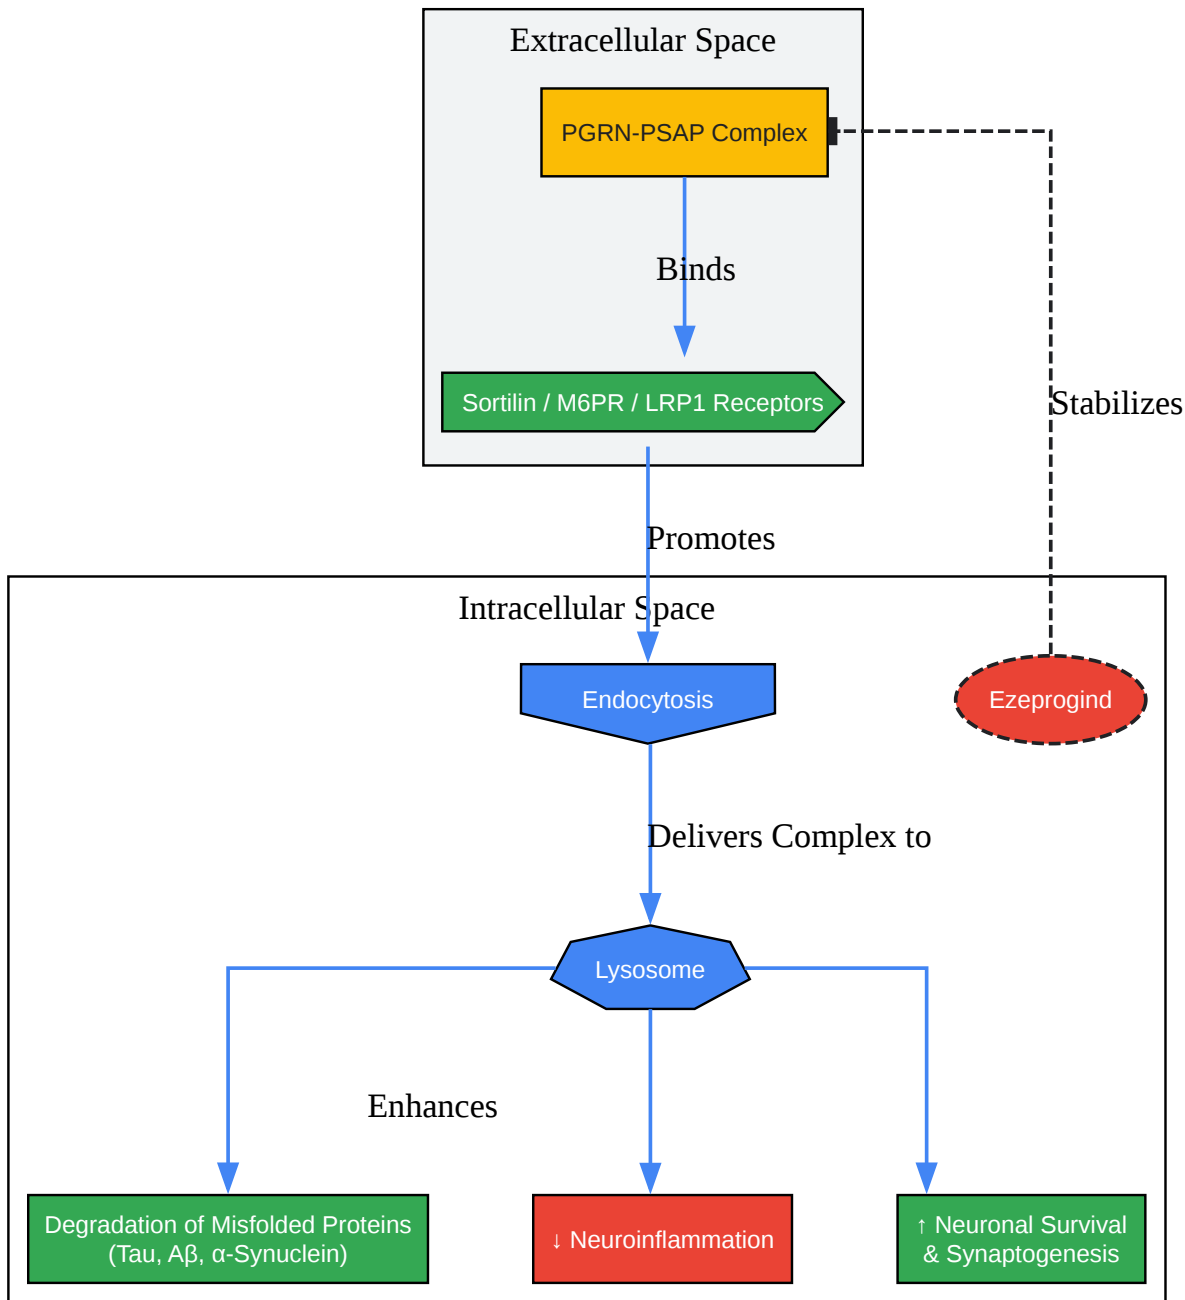 Extracellular Space
PGRN-PSAP Complex
Binds
Sortilin / M6PR / LRP1 Receptors
Stabilizes
Promotes
Intracellular Space
Endocytosis
Ezeprogind
Delivers Complex to
Lysosome
Enhances
Degradation of Misfolded Proteins
(Tau, Aβ, α-Synuclein)
↓ Neuroinflammation
↑ Neuronal Survival
& Synaptogenesis